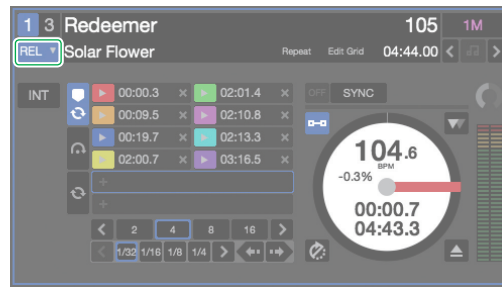 1 3 Redeemer 105 1M
REL Solar Flower Repeat Edit Grid 04:44.00
INT 00:00.3 02:01.4 OFF SYNC
00:09.5 02:10.8
00:19.7 02:13.3
02:00.7 03:16.5
104.6
BPM
-0.3%
00:00.7
04:43.3
2 4 8 16
1/32 1/16 1/8 1/4